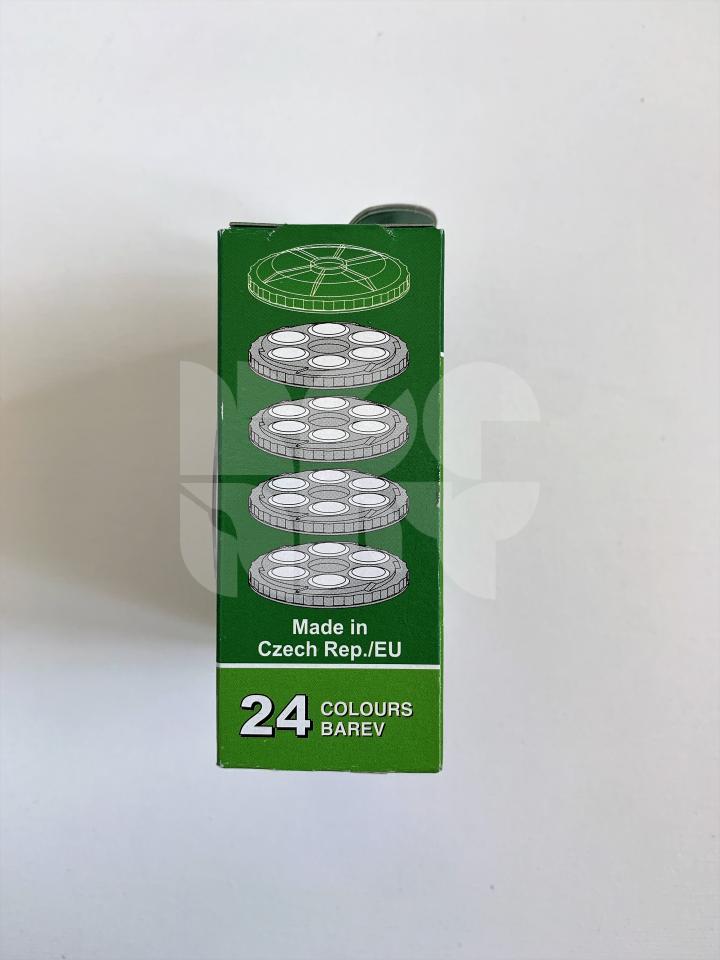 Made in
Czech Rep./EU
24 COLOURS
BAREV